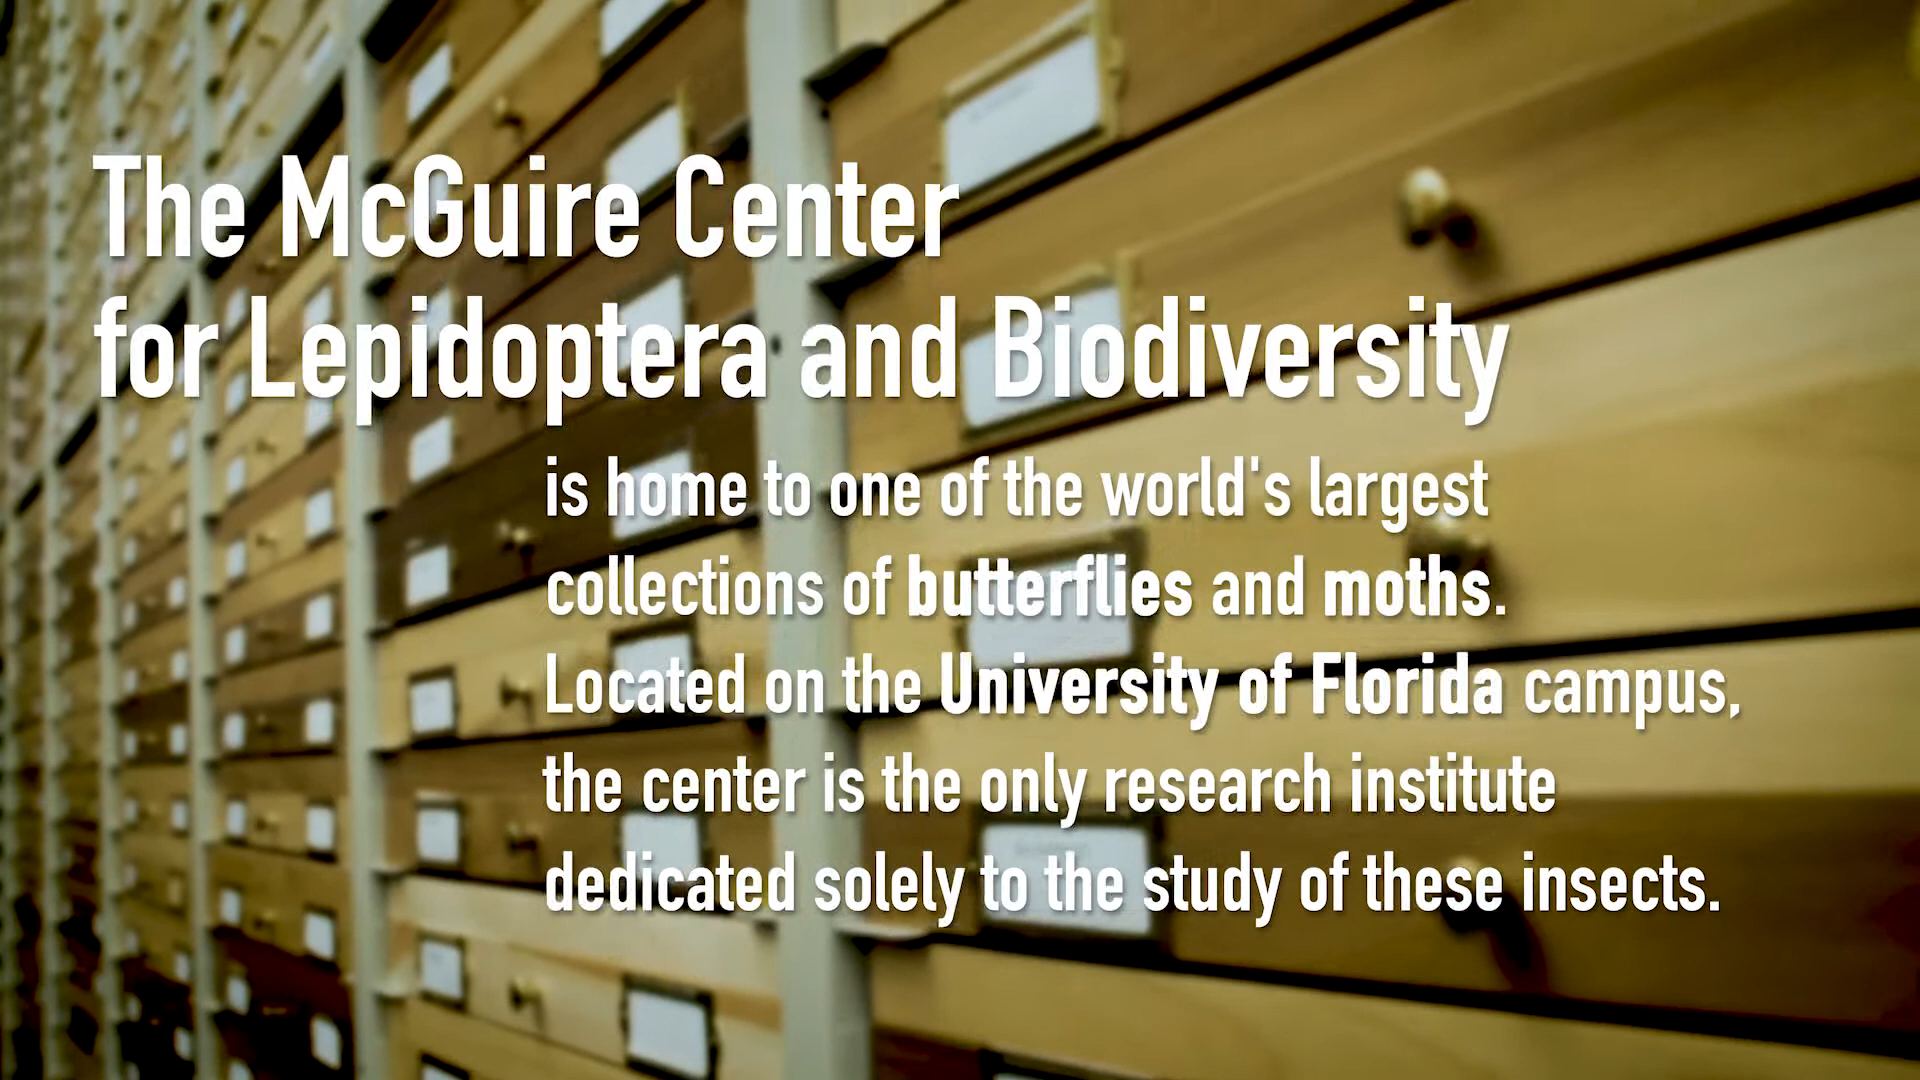 The McGuire Center
for Lepidoptera and Biodiversity
is home to one of the world's largest
collections of butterflies and moths.
Located on the University of Florida campus,
the center is the only research institute
dedicated solely to the study of these insects.